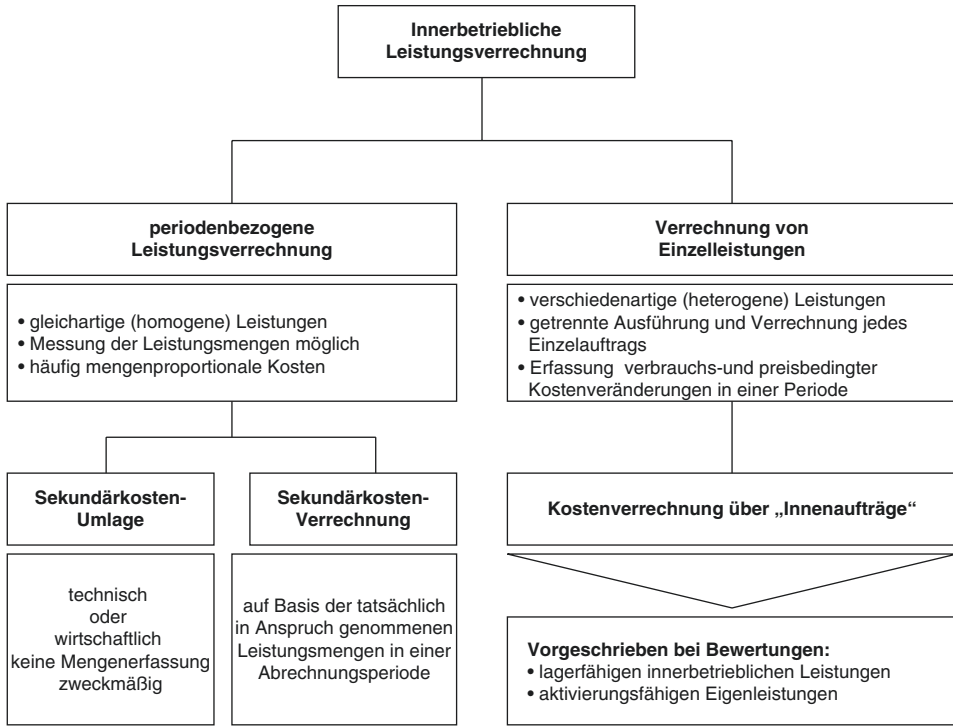 Innerbetriebliche
Leistungsverrechnung
periodenbezogene
Leistungsverrechnung
• gleichartige (homogene) Leistungen
• Messung der Leistungsmengen möglich
• häufig mengenproportionale Kosten
Sekundärkosten-
Umlage
technisch
oder
wirtschaftlich
keine Mengenerfassung
zweckmäßig
Sekundärkosten-
Verrechnung
auf Basis der tatsächlich
in Anspruch genommenen
Leistungsmengen in einer
Abrechnungsperiode
Verrechnung von
Einzelleistungen
• verschiedenartige (heterogene) Leistungen
• getrennte Ausführung und Verrechnung jedes
Einzelauftrags
• Erfassung verbrauchs-und preisbedingter
Kostenveränderungen in einer Periode
Kostenverrechnung über „Innenaufträge“
Vorgeschrieben bei Bewertungen:
• lagerfähigen innerbetrieblichen Leistungen
• aktivierungsfähigen Eigenleistungen